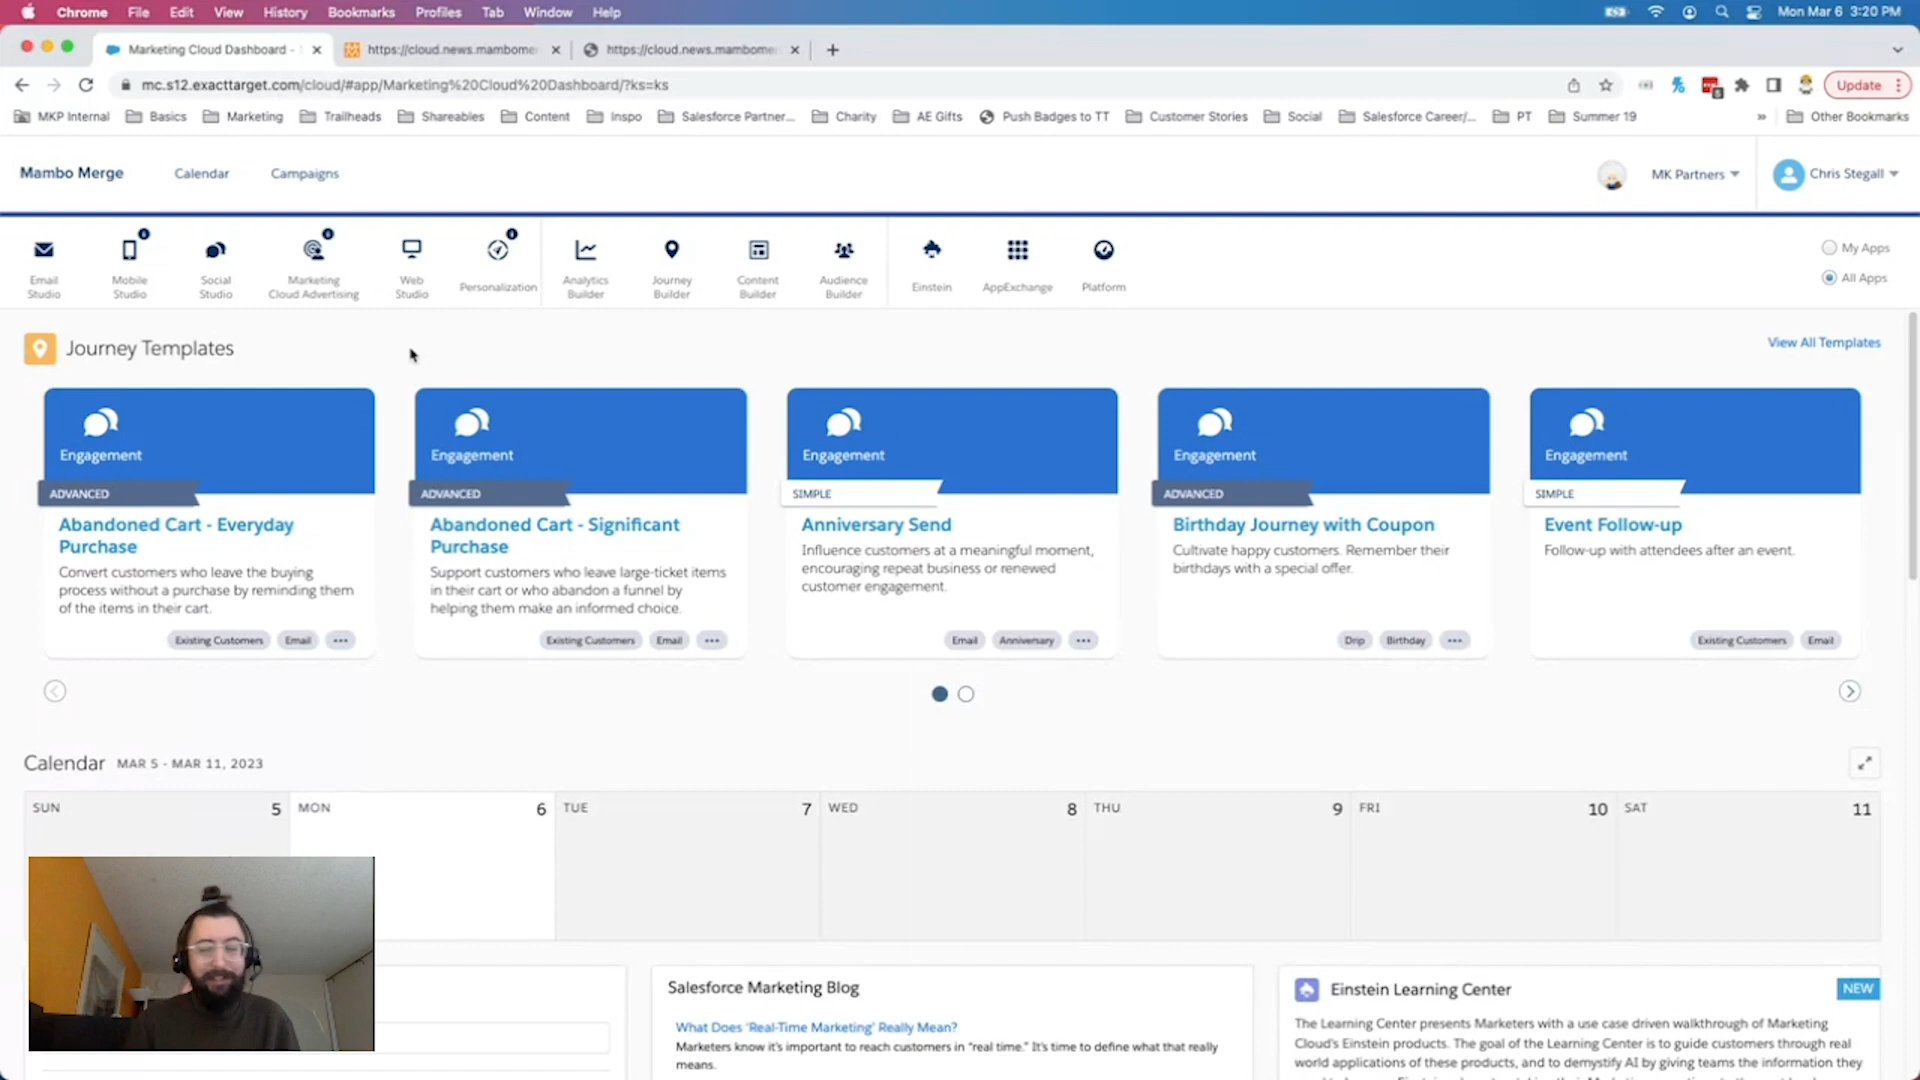 Chrome File Edit View History Bookmarks Profiles Tab Window Help
Mon Mar 6 3:20 PM
Marketing Cloud Dashboard -
https://cloud.news.mambome
https://cloud.news.mambome
mc.s12.exacttarget.com/cloud/#app/Marketing%20Cloud%20Dashboard/?ks=ks
Update
MKP Internal Basics Marketing Trailheads Shareables Content Inspo Salesforce Partner... Charity AE Gifts Push Badges to TT Customer Stories Social Salesforce Career/... PT Summer 19 » Other Bookmarks
Mambo Merge Calendar Campaigns MK Partners Chris Stegall
Email Studio
Mobile Studio
Social Studio
Marketing Cloud Advertising
Web Studio
Personalization
Analytics Builder
Journey Builder
Content Builder
Audience Builder
Einstein
AppExchange
Platform
My Apps
All Apps
Journey Templates
View All Templates
Engagement
ADVANCED
Abandoned Cart - Everyday
Purchase
Convert customers who leave the buying
process without a purchase by reminding them
of the items in their cart.
Existing Customers Email •••
Engagement
ADVANCED
Abandoned Cart - Significant
Purchase
Support customers who leave large-ticket items
in their cart or who abandon a funnel by
helping them make an informed choice.
Existing Customers Email •••
Engagement
SIMPLE
Anniversary Send
Influence customers at a meaningful moment,
encouraging repeat business or renewed
customer engagement.
Email Anniversary •••
Engagement
ADVANCED
Birthday Journey with Coupon
Cultivate happy customers. Remember their
birthdays with a special offer.
Drip Birthday •••
Engagement
SIMPLE
Event Follow-up
Follow-up with attendees after an event.
Existing Customers Email
Calendar MAR 5 - MAR 11, 2023
SUN 5 MON 6 TUE 7 WED 8 THU 9 FRI 10 SAT 11
Salesforce Marketing Blog
What Does 'Real-Time Marketing' Really Mean?
Marketers know it's important to reach customers in "real time." It's time to define what that really
means.
Einstein Learning Center
NEW
The Learning Center presents Marketers with a use case driven walkthrough of Marketing
Cloud's Einstein products. The goal of the Learning Center is to guide customers through real
world applications of these products, and to demystify AI by giving teams the information they